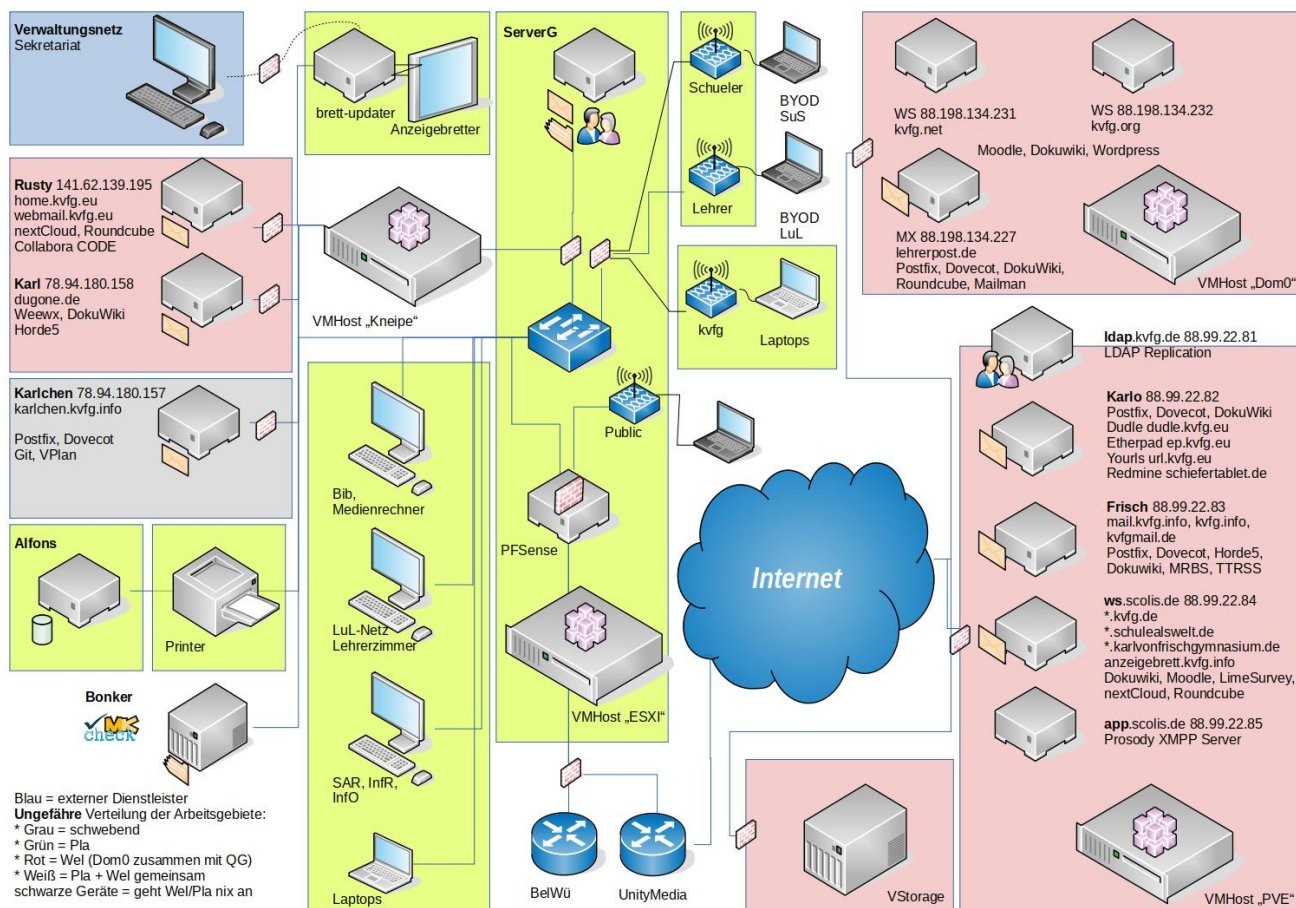 Verwaltungsnetz
Sekretariat
brett-updater
Anzeigebretter
ServerG
Schueler
BYOD
SuS
Lehrer
BYOD
LuL
WS 88.198.134.231
kvfg.net
WS 88.198.134.232
kvfg.org
Moodle, Dokuwiki, Wordpress
MX 88.198.134.227
lehrerpost.de
Postfix, Dovecot, DokuWiki,
Roundcube, Mailman
VMHost „Dom0“
Rusty 141.62.139.195
home.kvfg.eu
webmail.kvfg.eu
nextCloud, Roundcube
Collabora CODE
Karl 78.94.180.158
dugone.de
Weewx, DokuWiki
Horde5
VMHost „Kneipe“
kvfg
Laptops
Karlchen 78.94.180.157
karlchen.kvfg.info
Postfix, Dovecot
Git, VPlan
Bib,
Medienrechner
Public
PFSense
ldap.kvfg.de 88.99.22.81
LDAP Replication
Karlo 88.99.22.82
Postfix, Dovecot, DokuWiki
Dudle dudle.kvfg.eu
Etherpad ep.kvfg.eu
Yourls url.kvfg.eu
Redmine schiefertablet.de
Frisch 88.99.22.83
mail.kvfg.info, kvfg.info,
kvfgmail.de
Postfix, Dovecot, Horde5,
Dokuwiki, MRBS, TTRSS
ws.scolis.de 88.99.22.84
*.kvfg.de
*.schulealswelt.de
*.karlvonfrischgymnasium.de
anzeigebrett.kvfg.info
Dokuwiki, Moodle, LimeSurvey,
nextCloud, Roundcube
app.scolis.de 88.99.22.85
Prosody XMPP Server
VMHost „PVE“
Alfons
Printer
LuL-Netz
Lehrerzimmer
Internet
VMHost „ESXI“
Bonker
MK
check
SAR, InfR,
InfO
Laptops
BelWü
UnityMedia
VStorage
Blau = externer Dienstleister
Ungefähre Verteilung der Arbeitsgebiete:
* Grau = schwebend
* Grün = Pla
* Rot = Wel (Dom0 zusammen mit QG)
* Weiß = Pla + Wel gemeinsam
schwarze Geräte = geht Wel/Pla nix an